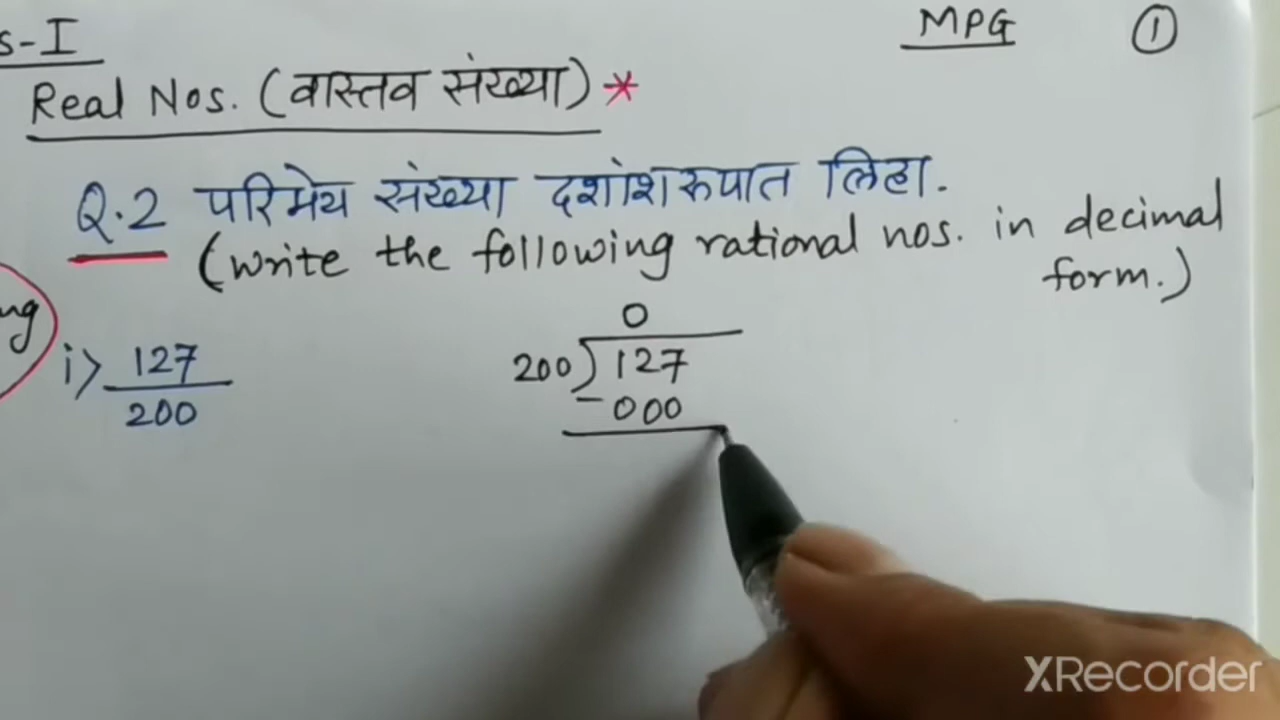 s-I
MPG 1
Real Nos. (वास्तव संख्या) *
Q.2 परिमेय संख्या दशांशरुपात लिहा.
(Write the following rational nos. in decimal
form.)
ng
i> 127
200
0
200 ) 127
- 000
XRecorder